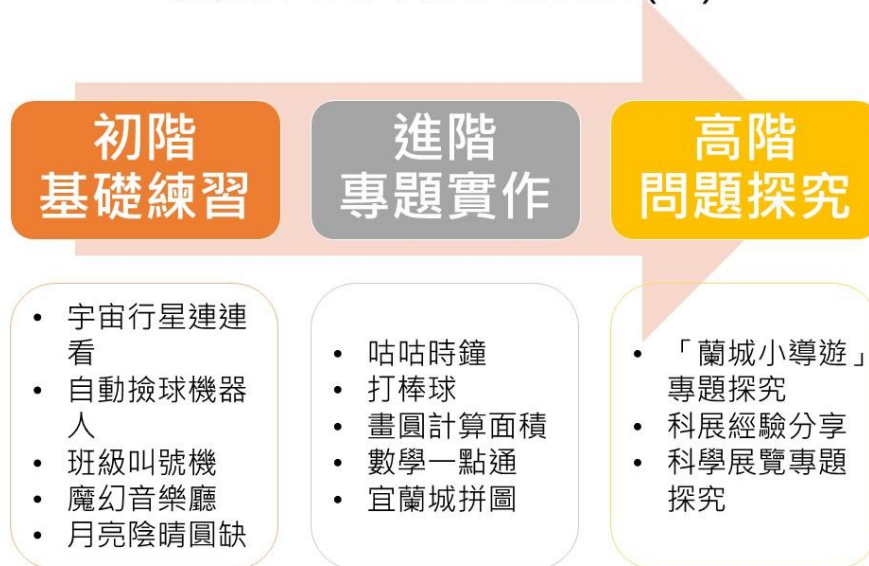 初階
基礎練習
進階
專題實作
高階
問題探究
• 宇宙行星連連
看
• 自動撿球機器
人
• 班級叫號機
• 魔幻音樂廳
• 月亮陰晴圓缺
• 咕咕時鐘
• 打棒球
• 畫圓計算面積
• 數學一點通
• 宜蘭城拼圖
• 「蘭城小導遊」
專題探究
• 科展經驗分享
• 科學展覽專題
探究